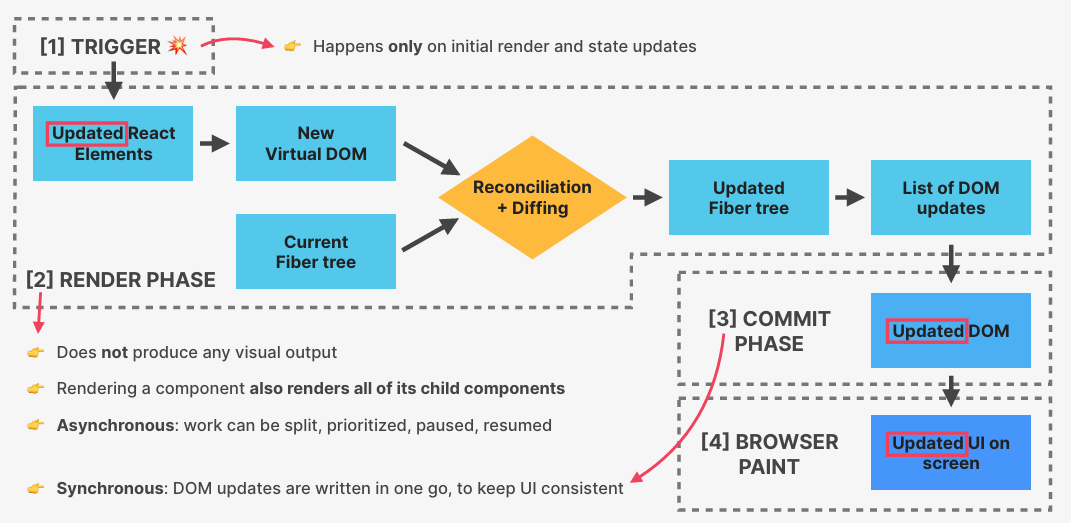 [1] TRIGGER 💥
👉 Happens only on initial render and state updates
Updated React
Elements
New
Virtual DOM
Current
Fiber tree
Reconciliation
+ Diffing
Updated
Fiber tree
List of DOM
updates
[2] RENDER PHASE
👉 Does not produce any visual output
👉 Rendering a component also renders all of its child components
👉 Asynchronous: work can be split, prioritized, paused, resumed
[3] COMMIT
PHASE
Updated DOM
👉 Synchronous: DOM updates are written in one go, to keep UI consistent
[4] BROWSER
PAINT
Updated UI on
screen